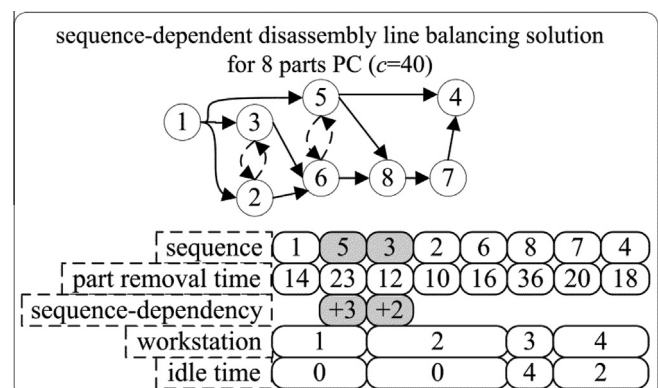 sequence-dependent disassembly line balancing solution
for 8 parts PC (c=40)
5 4
1 3
6 8 7
2
sequence 1 5 3 2 6 8 7 4
part removal time 14 23 12 10 16 36 20 18
sequence-dependency +3 +2
workstation 1 2 3 4
idle time 0 0 4 2